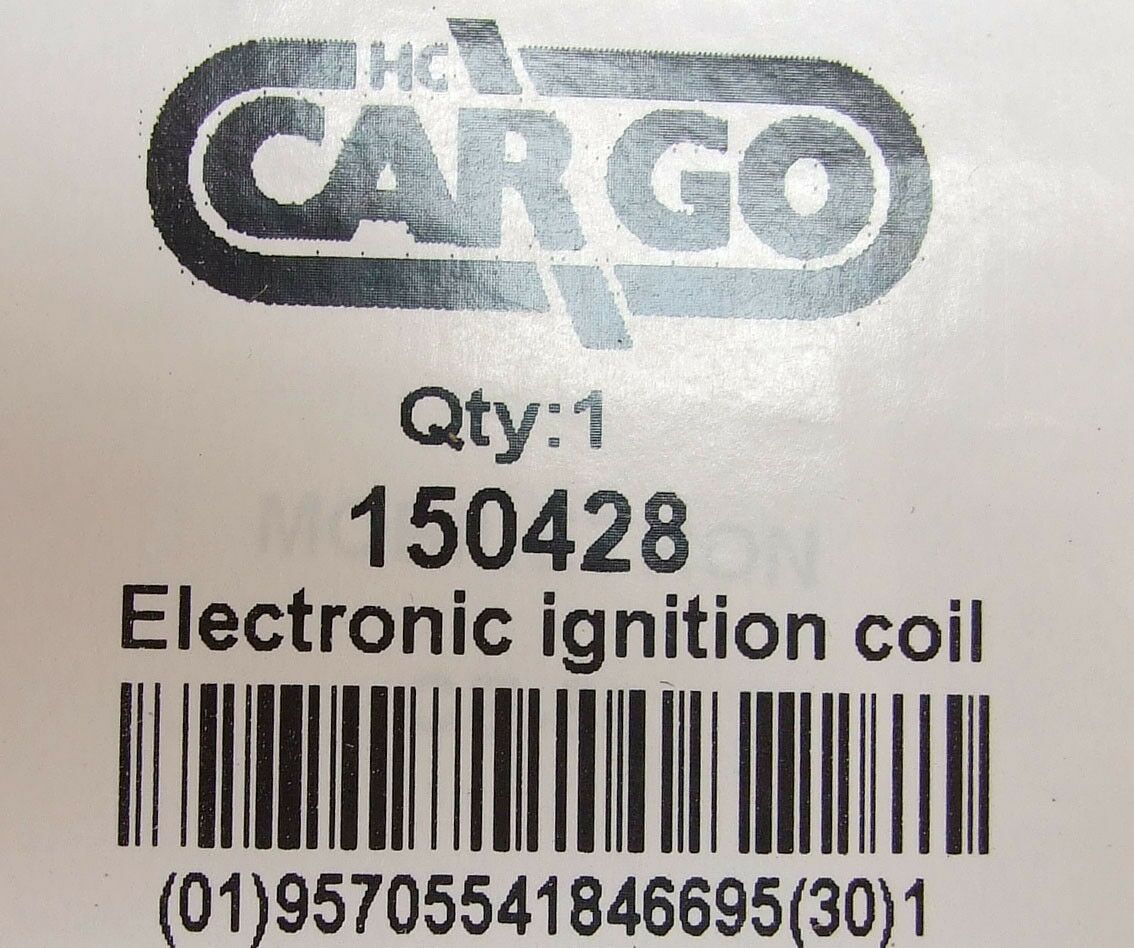 HC
CARGO
Qty:1
150428
Electronic ignition coil
(01)95705541846695(30)1